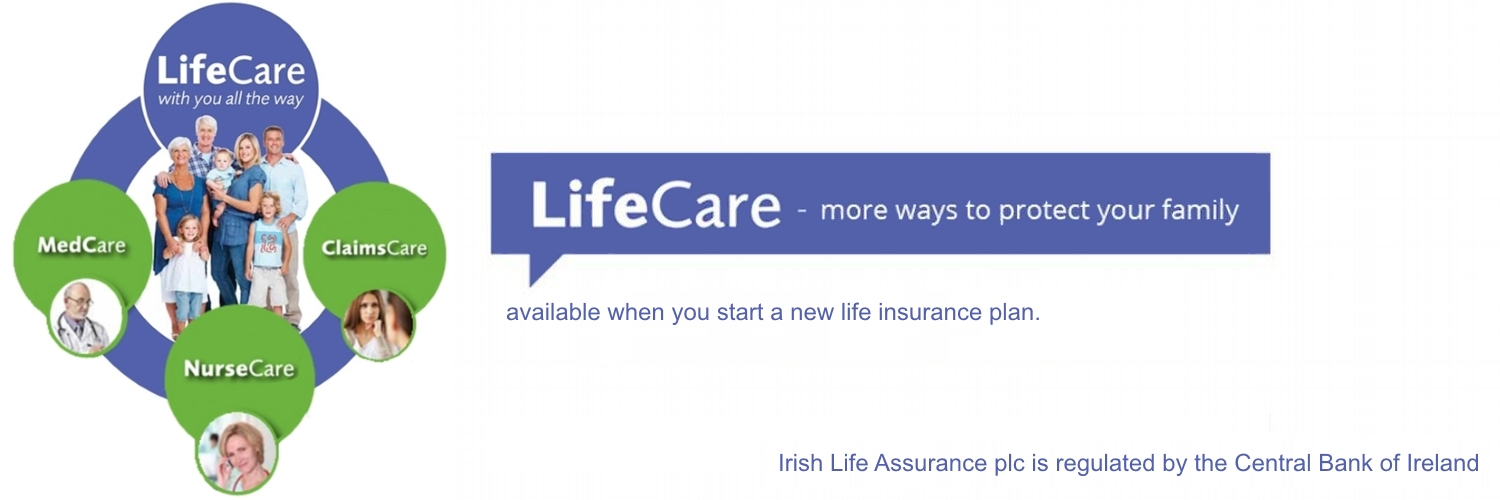 LifeCare
with you all the way
MedCare
ClaimsCare
NurseCare
LifeCare - more ways to protect your family
available when you start a new life insurance plan.
Irish Life Assurance plc is regulated by the Central Bank of Ireland